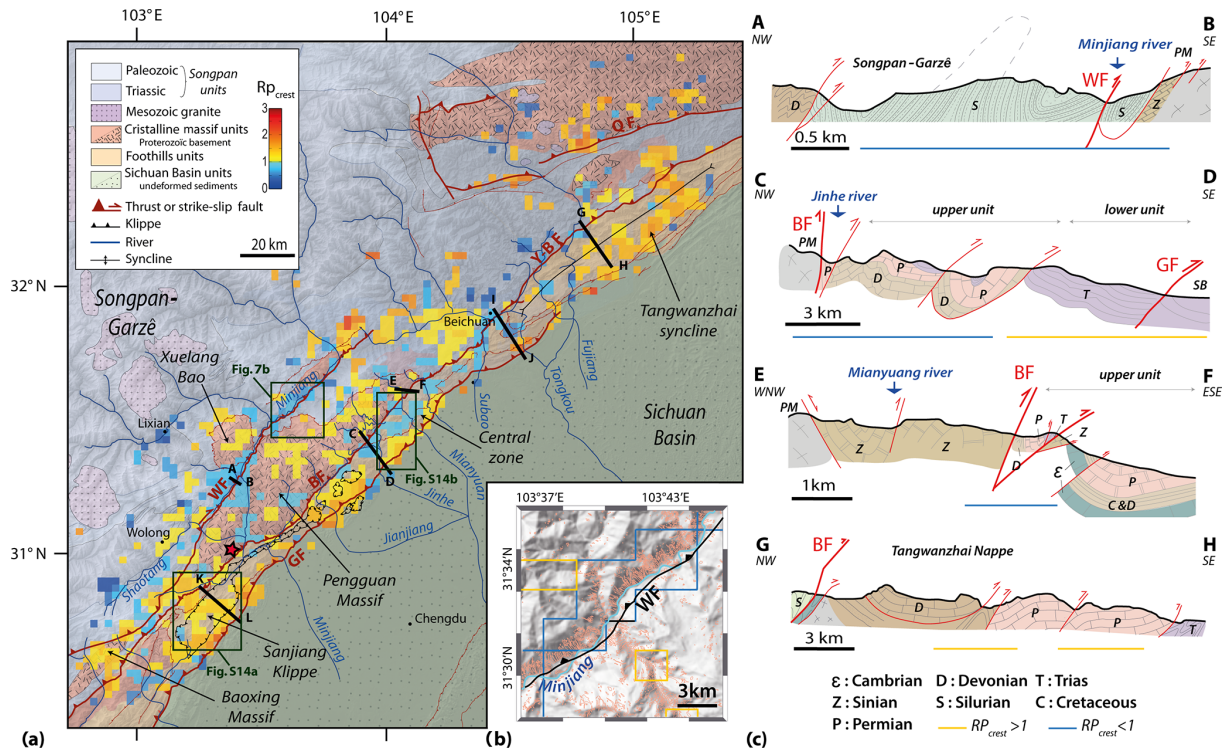 103°E
104°E
105°E
32°N
31°N
Paleozoic
Triassic
Songpan
units
Mesozoic granite
Cristalline massif units
Proterozoïc basement
Foothills units
Sichuan Basin units
undeformed sediments
Thrust or strike-slip fault
Klippe
River
Syncline
Rp crest
3
2
1
0
20 km
QF
Y-BF
G
H
I
J
Beichuan
Tangwanzhai
syncline
Songpan-
Garzê
Xuelang
Bao
Fig.7b
Minjiang
Lixian
E
F
C
D
A
B
WF
BF
GF
Central
zone
Fig.S14b
Subao
Tongkou
Fujiang
Sichuan
Basin
Mianyuan
Jinhe
Jianjiang
Wolong
Shaotang
K
L
Pengguan
Massif
Chengdu
Minjiang
Sanjiang
Klippe
Fig.S14a
Baoxing
Massif
(a)
103°37'E
103°43'E
31°34'N
31°30'N
WF
Minjiang
3km
(b)
A
NW
B
SE
Songpan-Garzê
Minjiang river
WF
PM
D
S
S
Z
0.5 km
C
NW
D
SE
Jinhe river
upper unit
lower unit
BF
PM
GF
SB
P
D
D
P
T
3 km
E
WNW
F
ESE
Mianyuan river
BF
upper unit
PM
Z
Z
P
T
Z
D
Ɛ
C &D
P
1km
G
NW
H
SE
BF
Tangwanzhai Nappe
S
D
P
P
T
3 km
Ɛ : Cambrian
D : Devonian
T : Trias
Z : Sinian
S : Silurian
C : Cretaceous
P : Permian
RPcrest >1
RPcrest <1
(c)